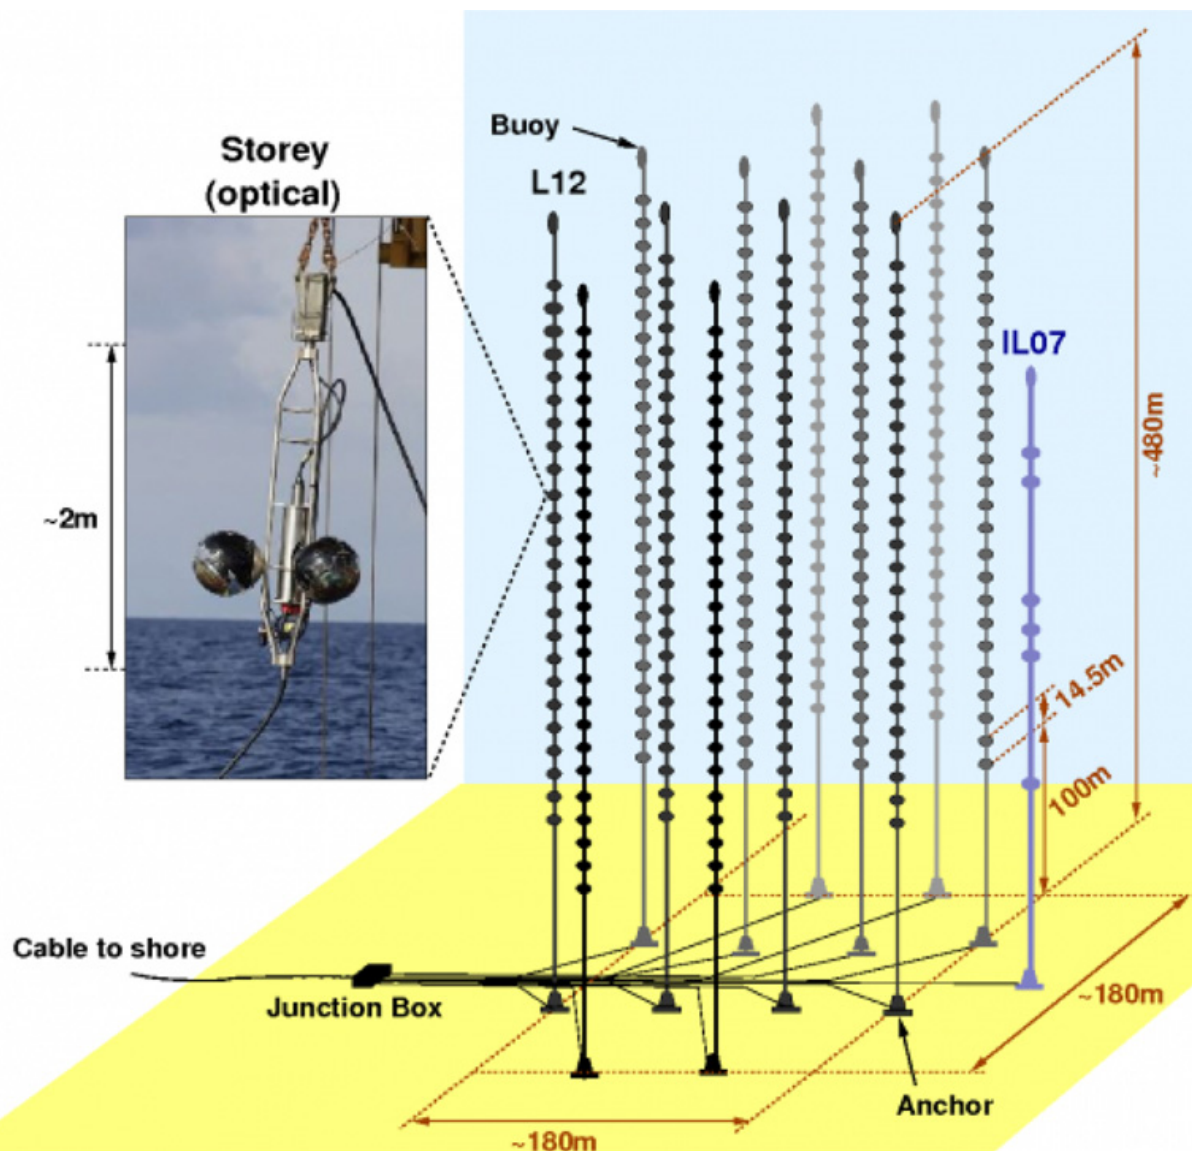 Storey
(optical)
Buoy
L12
IL07
~480m
~2m
14.5m
100m
Cable to shore
Junction Box
~180m
Anchor
~180m